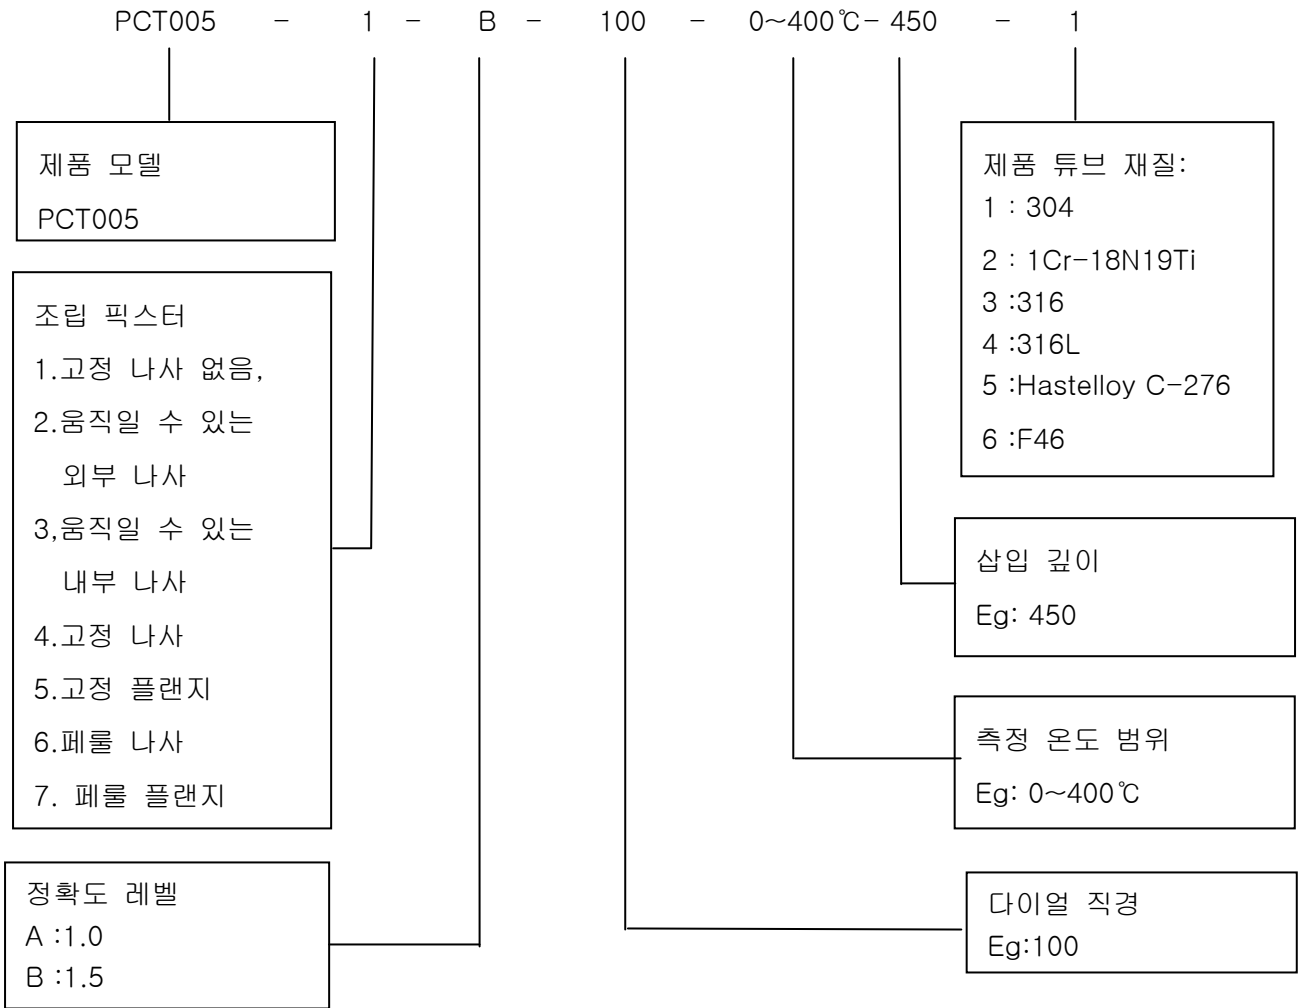 PCT005 - 1 - B - 100 - 0~400℃ - 450 - 1
제품 모델
PCT005
조립 픽스터
1.고정 나사 없음,
2.움직일 수 있는
외부 나사
3,움직일 수 있는
내부 나사
4.고정 나사
5.고정 플랜지
6.페룰 나사
7. 페룰 플랜지
정확도 레벨
A :1.0
B :1.5
제품 튜브 재질:
1 : 304
2 : 1Cr-18N19Ti
3 :316
4 :316L
5 :Hastelloy C-276
6 :F46
삽입 깊이
Eg: 450
측정 온도 범위
Eg: 0~400℃
다이얼 직경
Eg:100